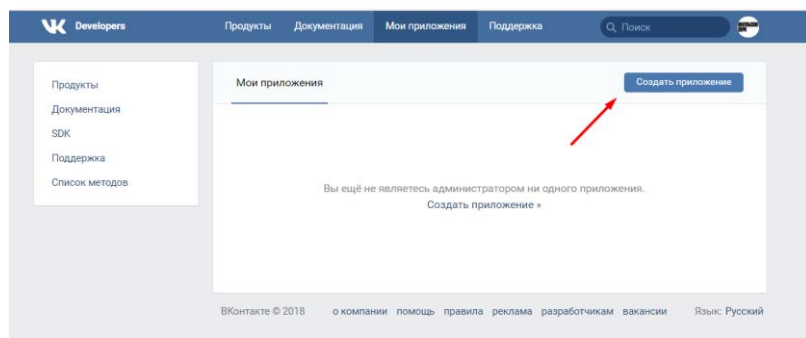 VK Developers Продукты Документация Мои приложения Поддержка Поиск
Продукты
Документация
SDK
Поддержка
Список методов
Мои приложения Создать приложение
Вы ещё не являетесь администратором ни одного приложения.
Создать приложение »
ВКонтакте © 2018 о компании помощь правила реклама разработчикам вакансии Язык: Русский